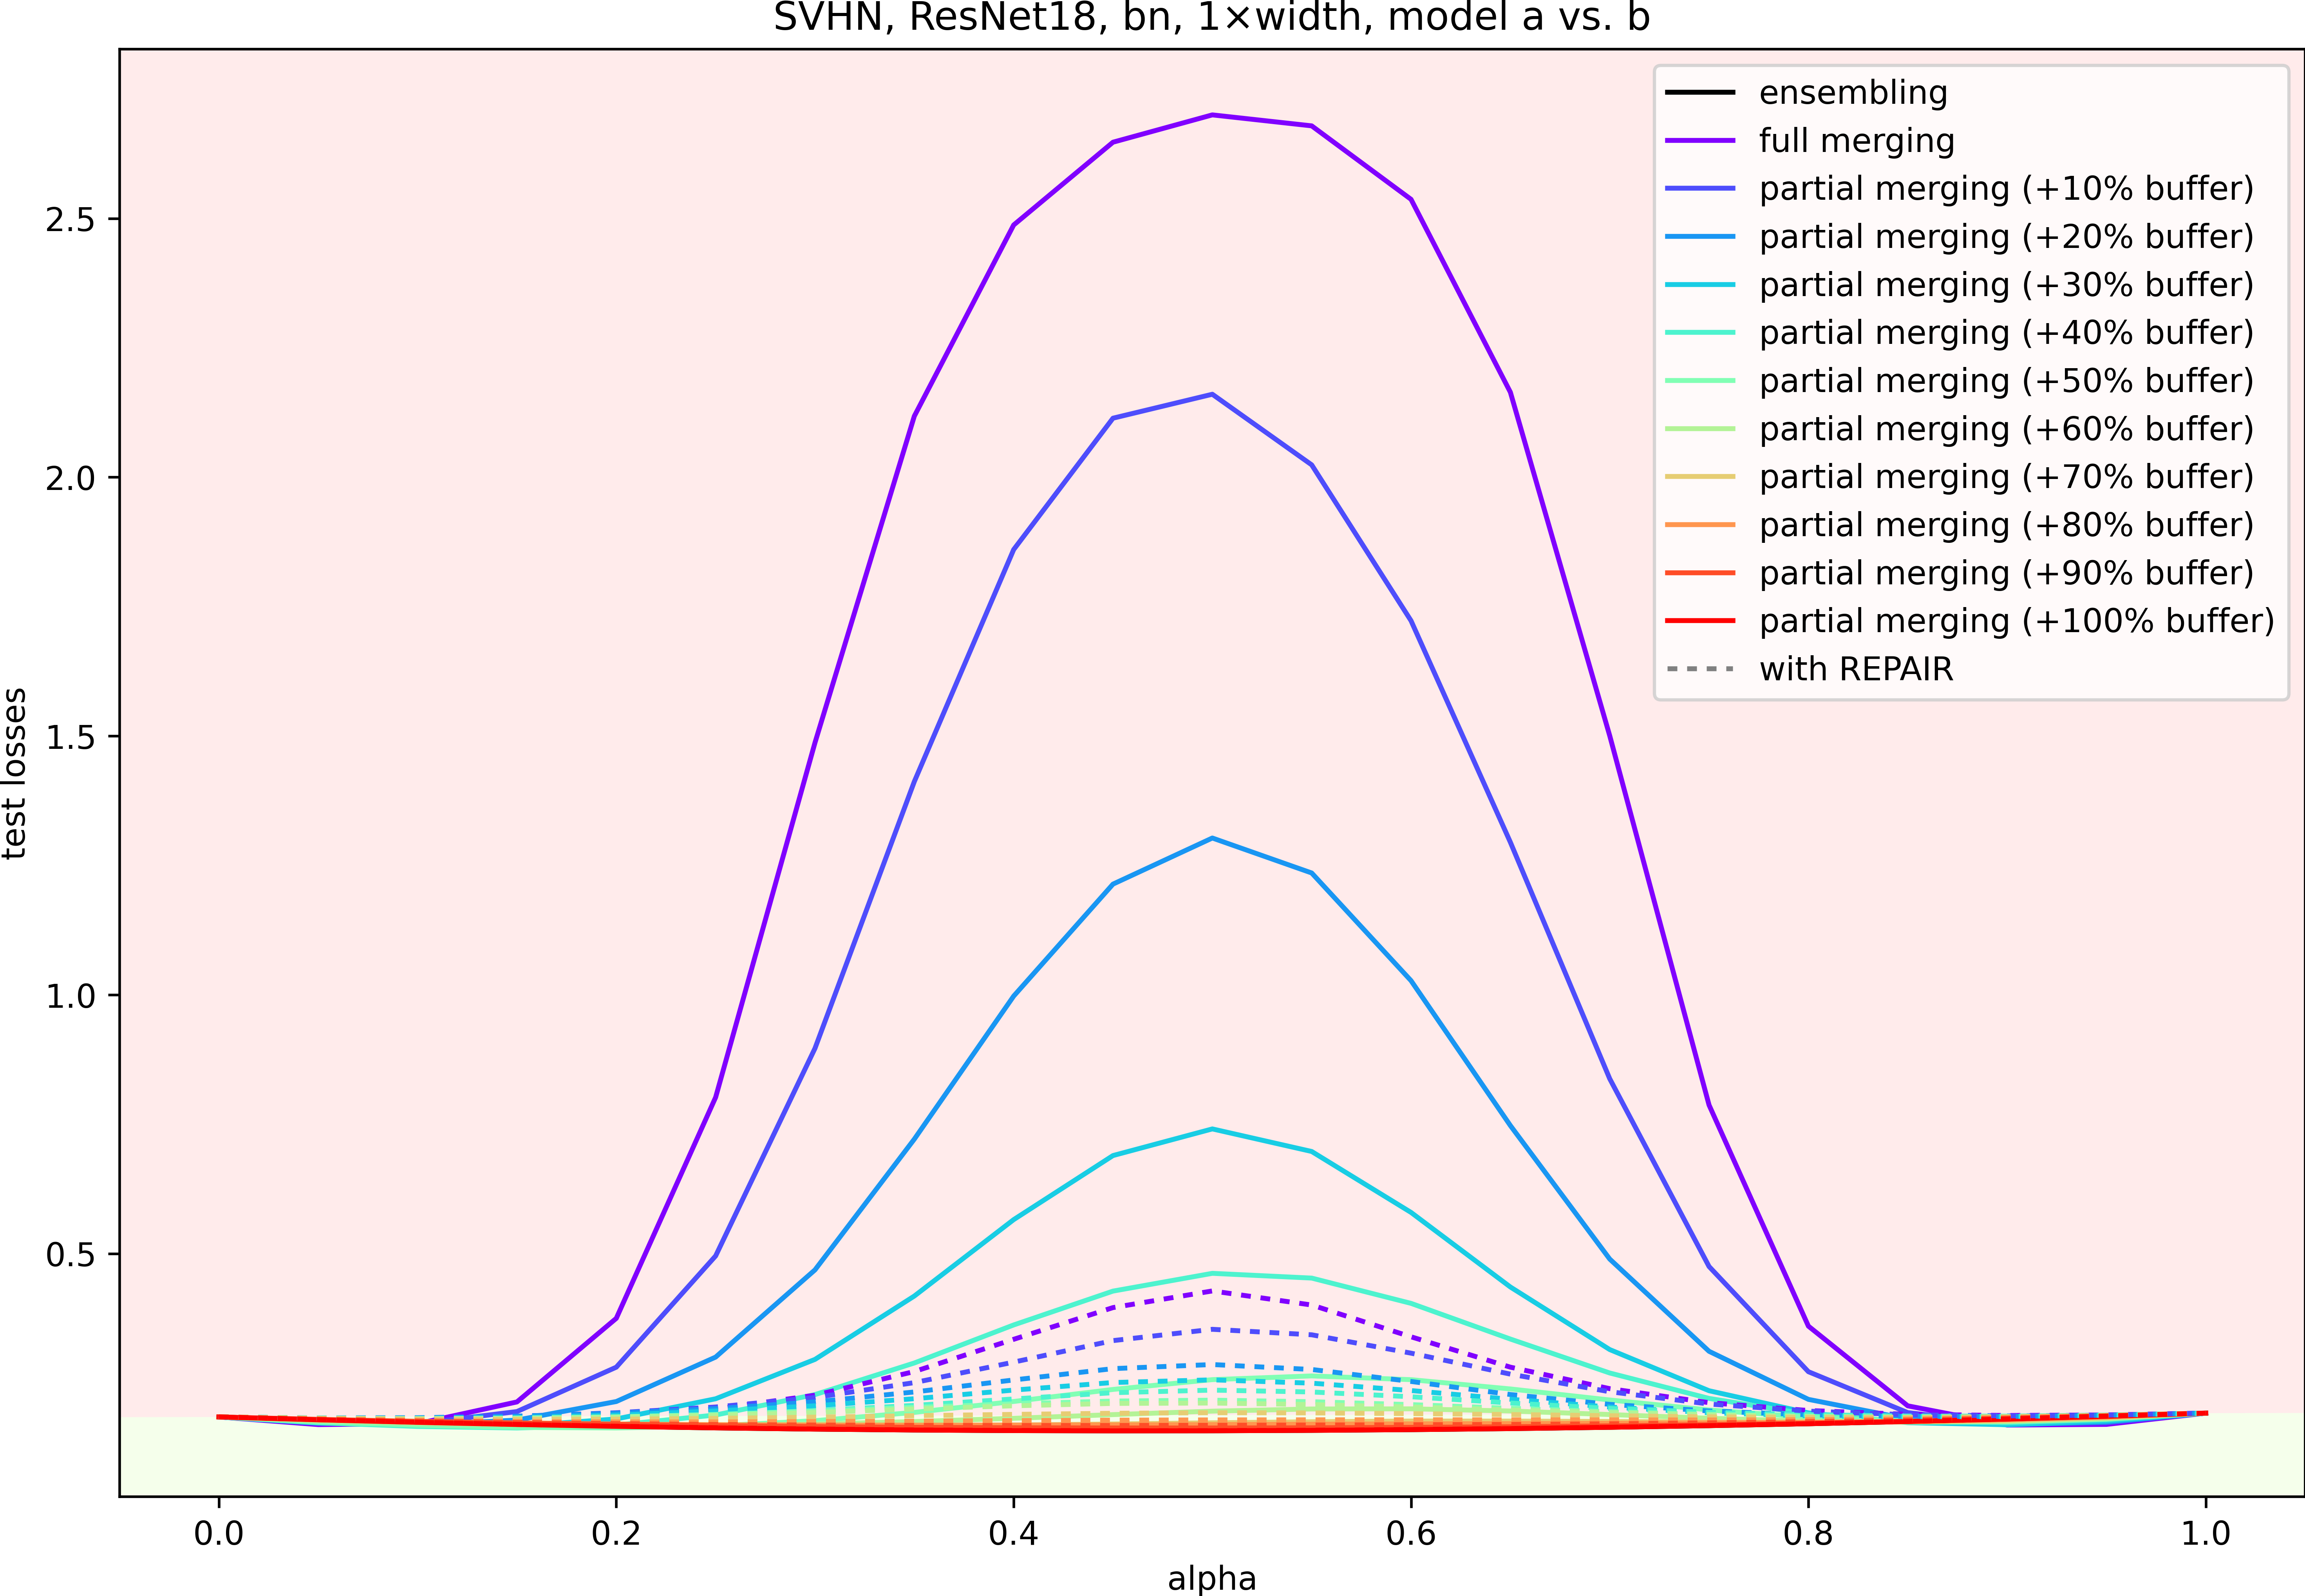 SVHN, ResNet18, bn, 1×width, model a vs. b
ensembling
full merging
partial merging (+10% buffer)
partial merging (+20% buffer)
partial merging (+30% buffer)
partial merging (+40% buffer)
partial merging (+50% buffer)
partial merging (+60% buffer)
partial merging (+70% buffer)
partial merging (+80% buffer)
partial merging (+90% buffer)
partial merging (+100% buffer)
with REPAIR
test losses
2.5
2.0
1.5
1.0
0.5
0.0 0.2 0.4 0.6 0.8 1.0
alpha